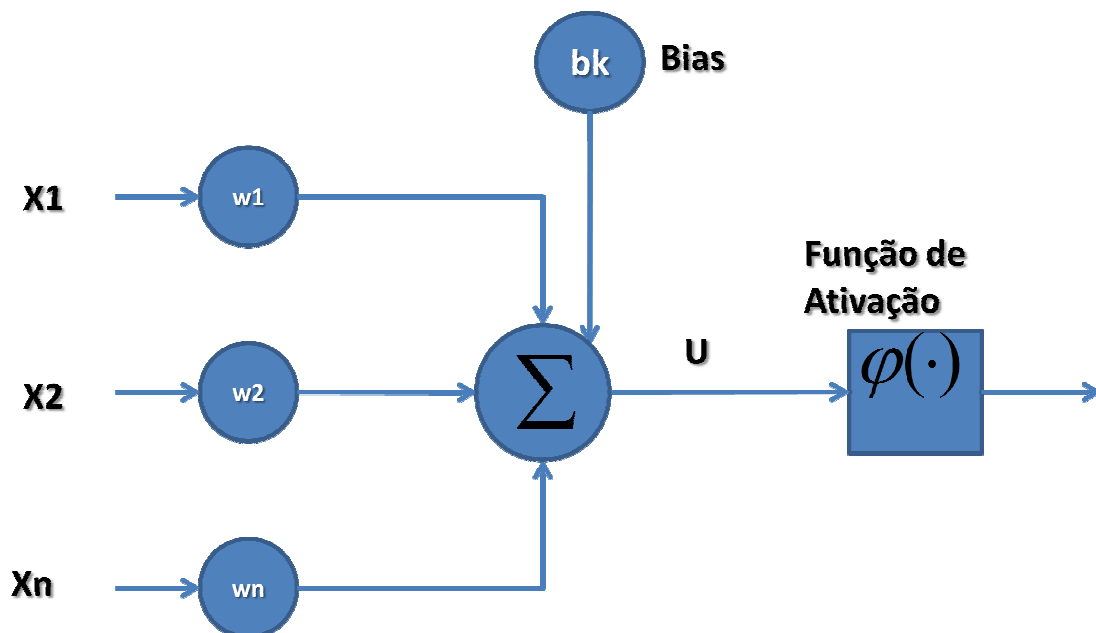 bk
Bias
X1
w1
Função de
Ativação
X2
w2
∑
U
φ(·)
Xn
wn